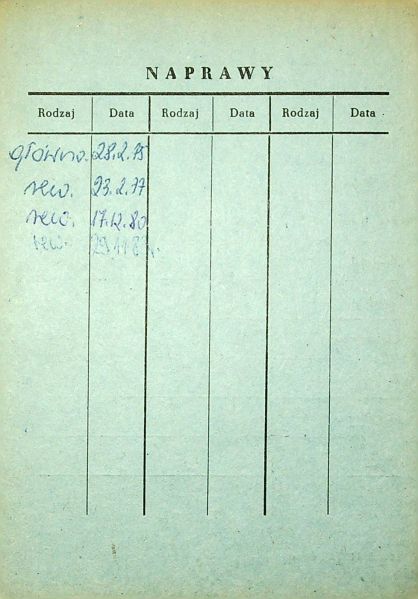 NAPRAWY
Rodzaj Data Rodzaj Data Rodzaj Data
główna. 28.2.75
rew. 23.2.77
rew. 17.12.80
rew.